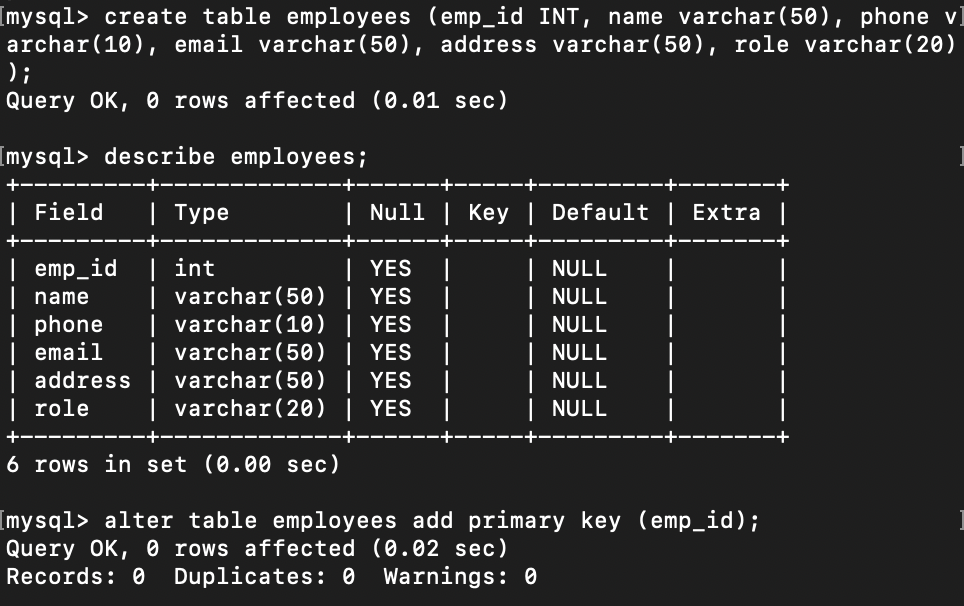 mysql> create table employees (emp_id INT, name varchar(50), phone v
archar(10), email varchar(50), address varchar(50), role varchar(20)
);
Query OK, 0 rows affected (0.01 sec)

mysql> describe employees;
+---------+-------------+------+-----+---------+-------+
| Field   | Type        | Null | Key | Default | Extra |
+---------+-------------+------+-----+---------+-------+
| emp_id  | int         | YES  |     | NULL    |       |
| name    | varchar(50) | YES  |     | NULL    |       |
| phone   | varchar(10) | YES  |     | NULL    |       |
| email   | varchar(50) | YES  |     | NULL    |       |
| address | varchar(50) | YES  |     | NULL    |       |
| role    | varchar(20) | YES  |     | NULL    |       |
+---------+-------------+------+-----+---------+-------+
6 rows in set (0.00 sec)

mysql> alter table employees add primary key (emp_id);
Query OK, 0 rows affected (0.02 sec)
Records: 0  Duplicates: 0  Warnings: 0